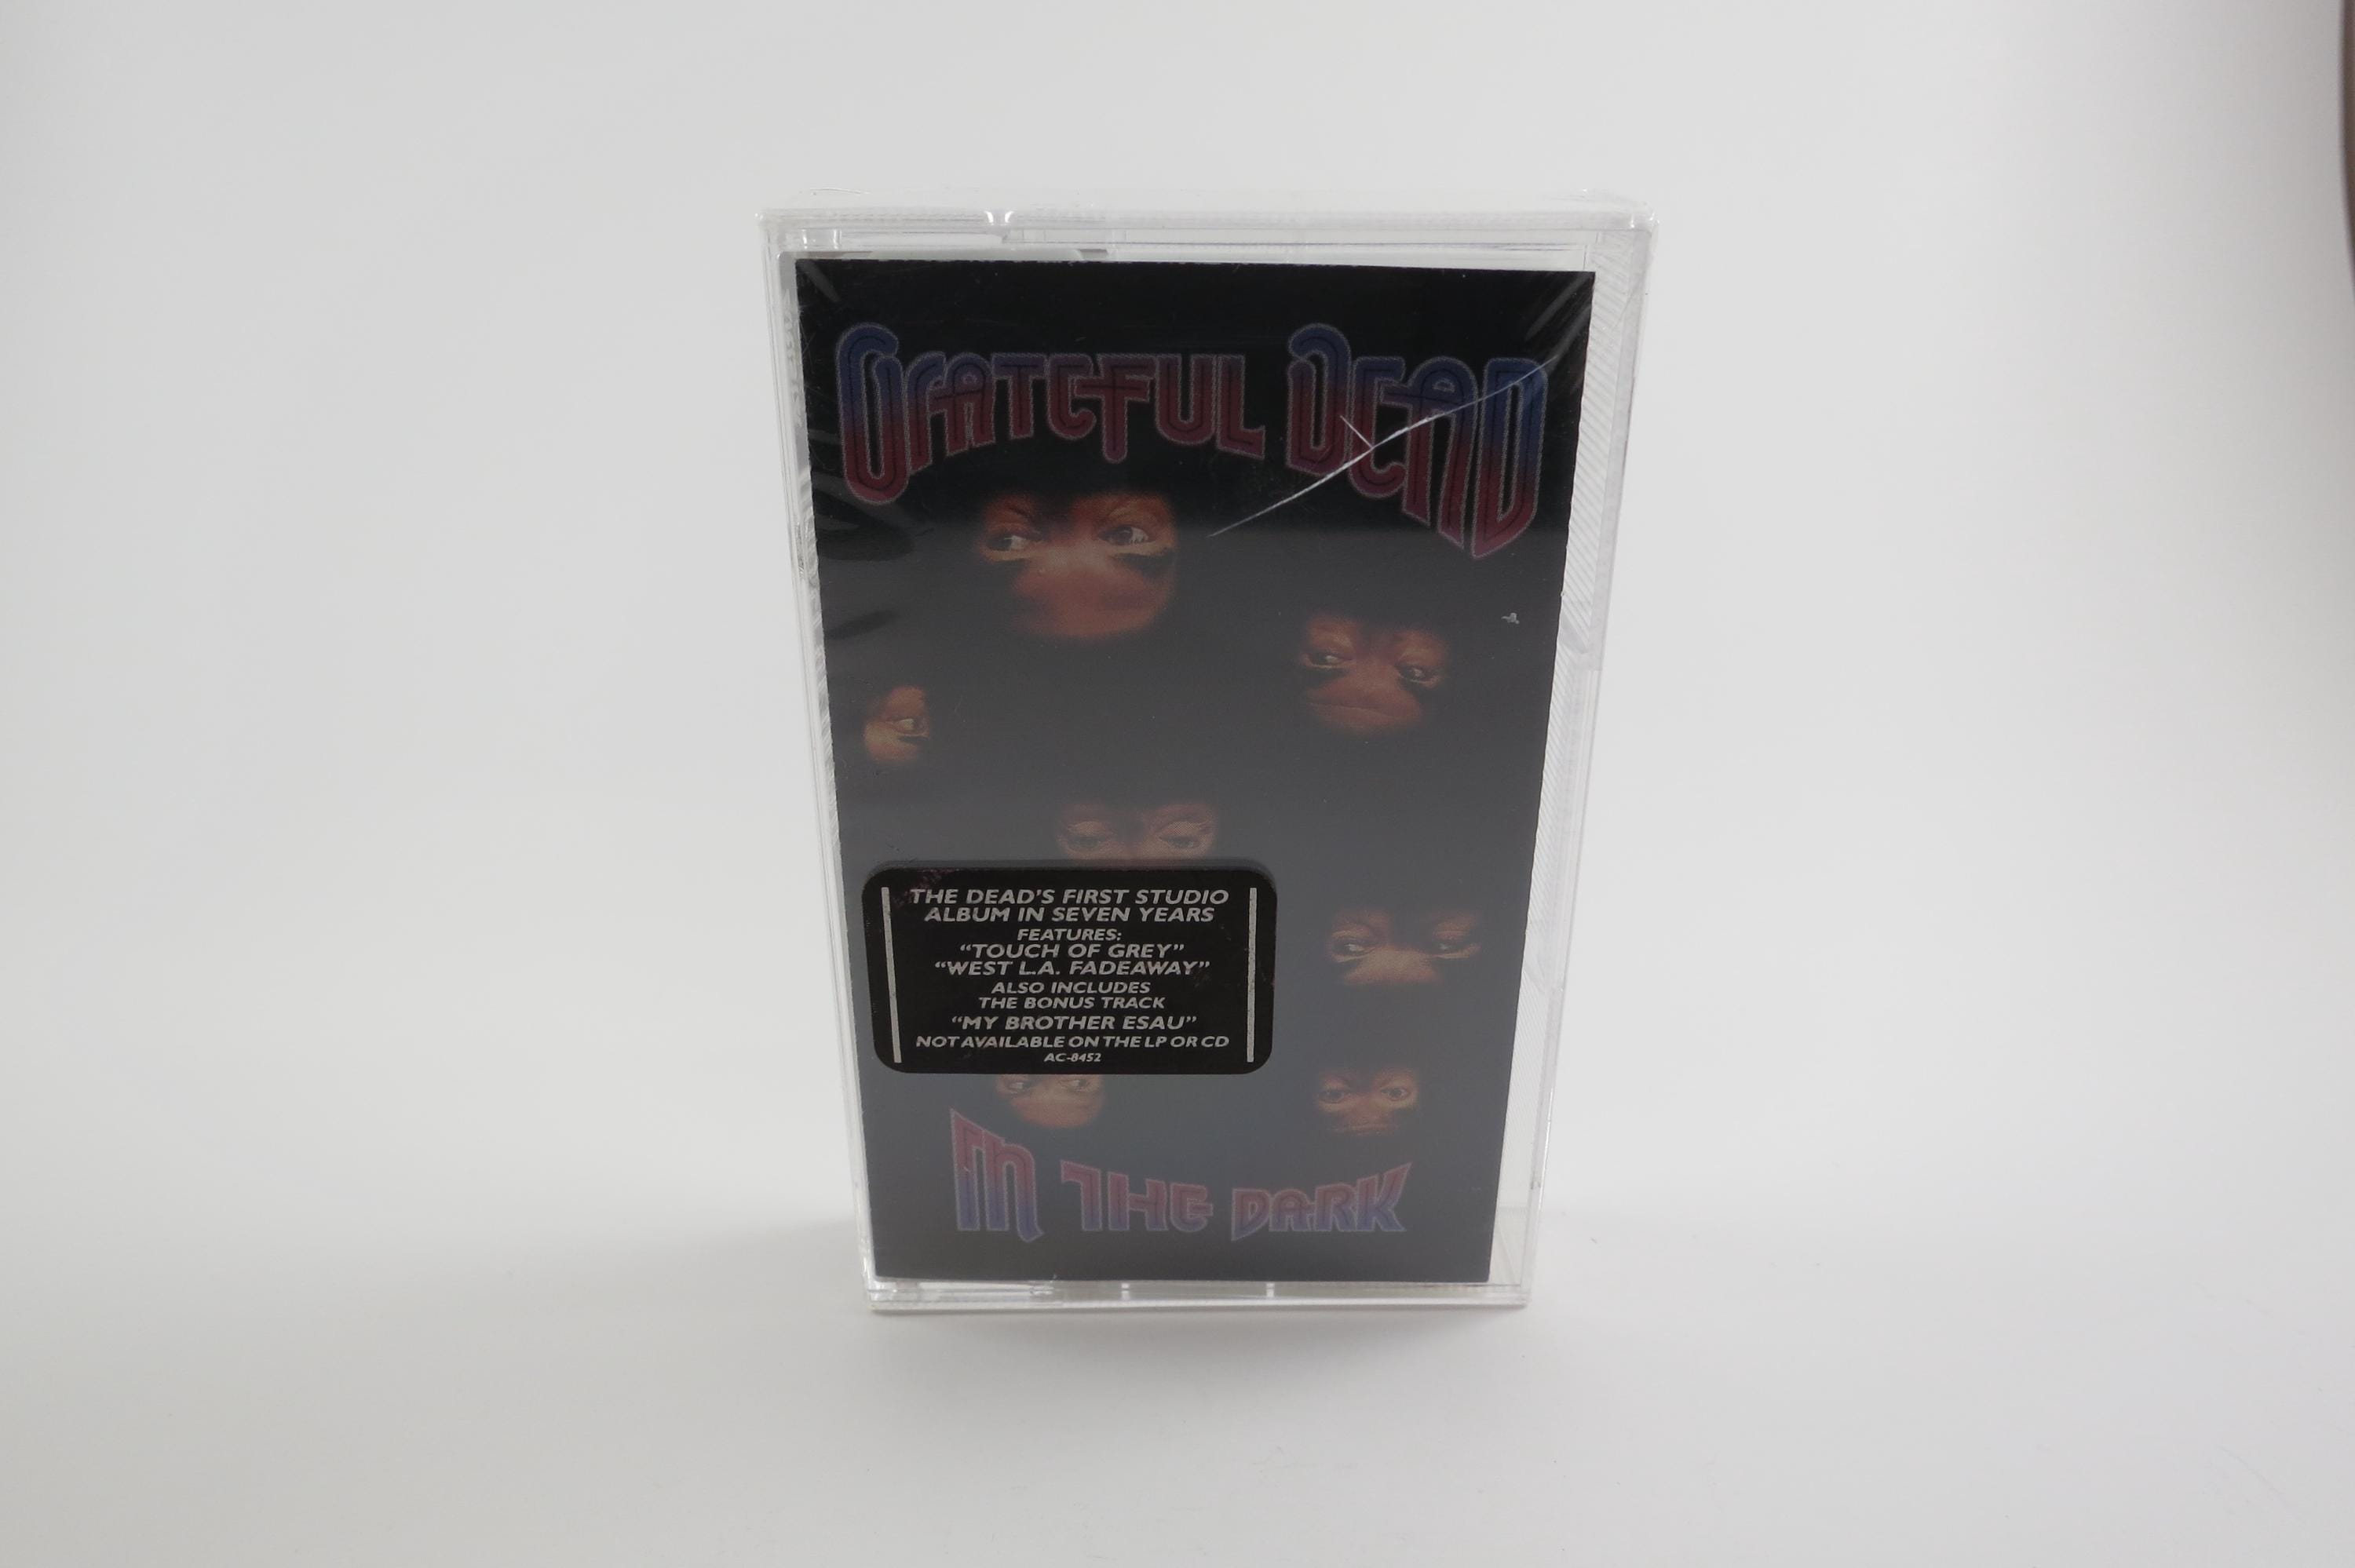 GRATEFUL DEAD
THE DEAD'S FIRST STUDIO
ALBUM IN SEVEN YEARS
FEATURES:
“TOUCH OF GREY”
“WEST L.A. FADEAWAY”
ALSO INCLUDES
THE BONUS TRACK
“MY BROTHER ESAU”
NOT AVAILABLE ON THE LP OR CD
AC-8452
IN THE DARK